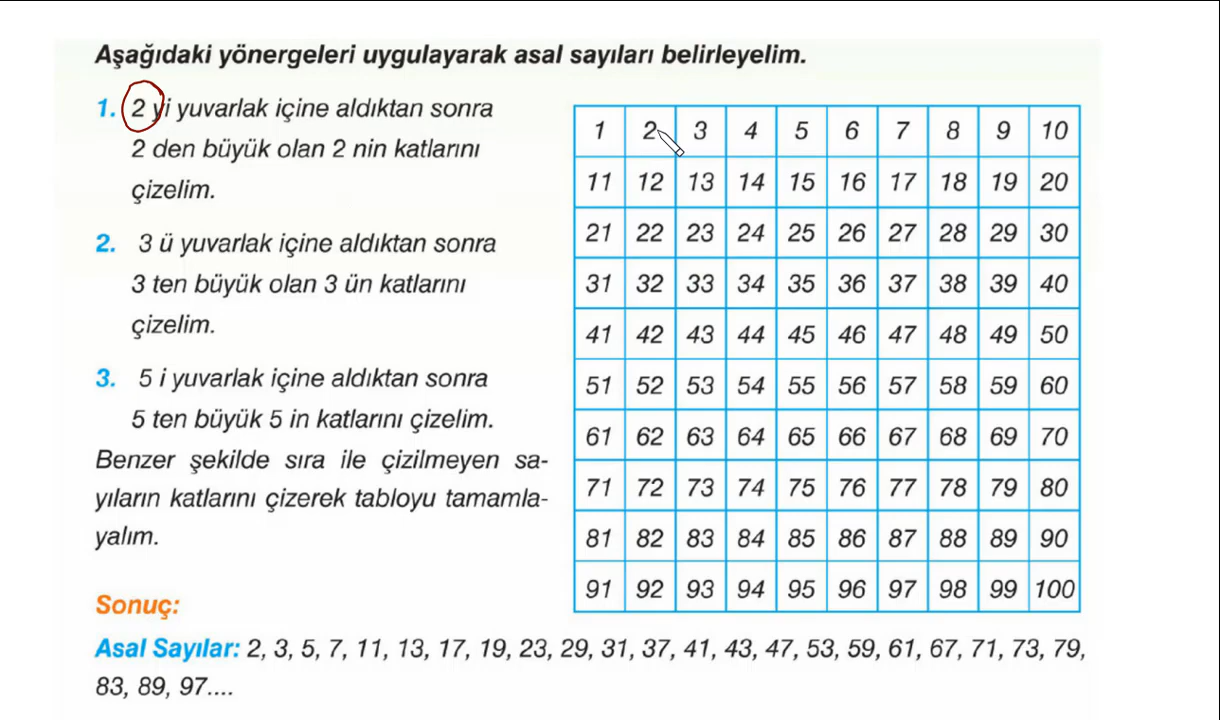 Aşağıdaki yönergeleri uygulayarak asal sayıları belirleyelim.
1. 2 yi yuvarlak içine aldıktan sonra
2 den büyük olan 2 nin katlarını
çizelim.
2. 3 ü yuvarlak içine aldıktan sonra
3 ten büyük olan 3 ün katlarını
çizelim.
3. 5 i yuvarlak içine aldıktan sonra
5 ten büyük 5 in katlarını çizelim.
Benzer şekilde sıra ile çizilmeyen sa-
yıların katlarını çizerek tabloyu tamamla-
yalım.
1 2 3 4 5 6 7 8 9 10
11 12 13 14 15 16 17 18 19 20
21 22 23 24 25 26 27 28 29 30
31 32 33 34 35 36 37 38 39 40
41 42 43 44 45 46 47 48 49 50
51 52 53 54 55 56 57 58 59 60
61 62 63 64 65 66 67 68 69 70
71 72 73 74 75 76 77 78 79 80
81 82 83 84 85 86 87 88 89 90
91 92 93 94 95 96 97 98 99 100
Sonuç:
Asal Sayılar: 2, 3, 5, 7, 11, 13, 17, 19, 23, 29, 31, 37, 41, 43, 47, 53, 59, 61, 67, 71, 73, 79,
83, 89, 97....